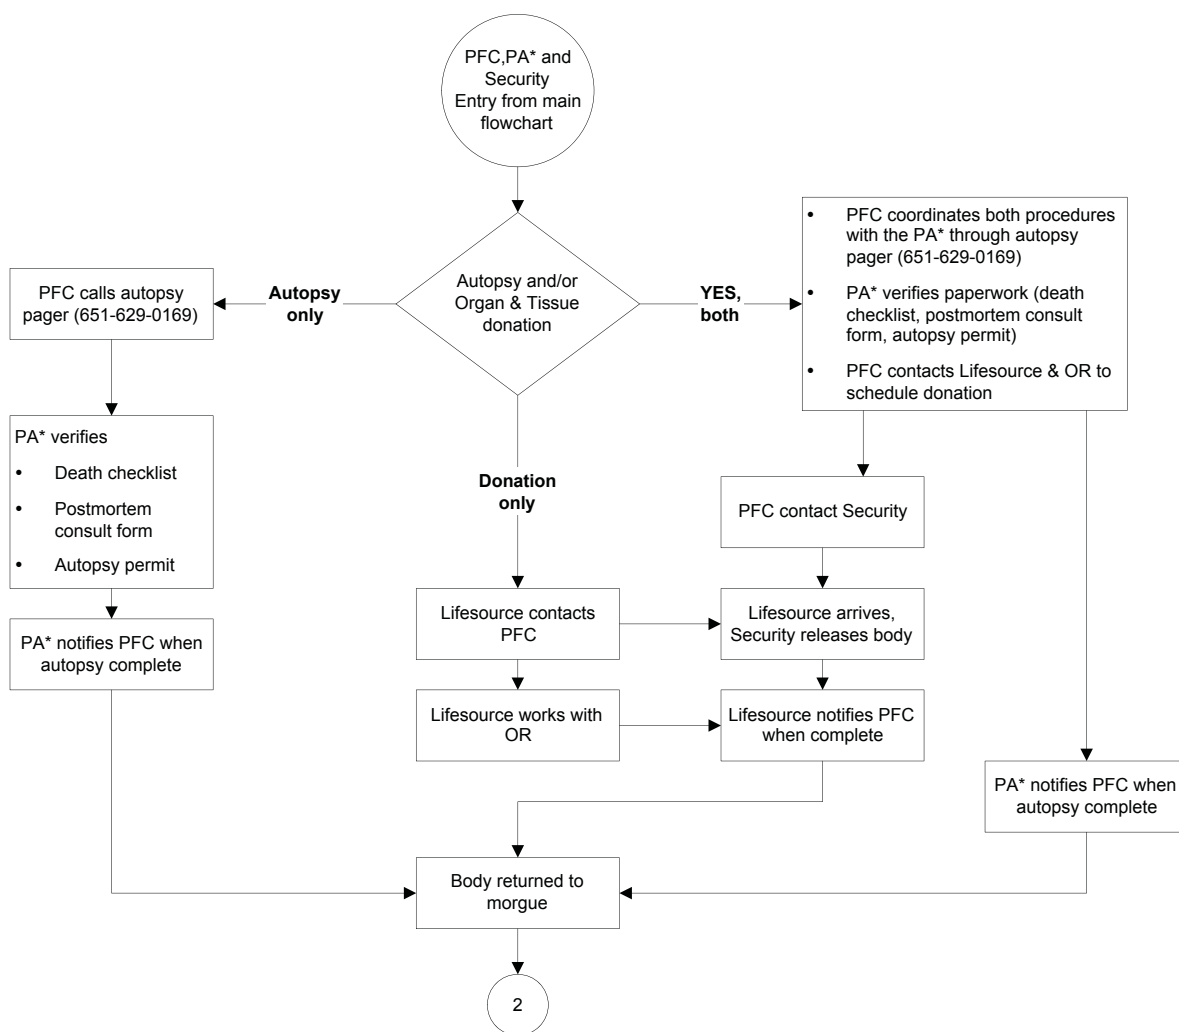 PFC,PA* and
Security
Entry from main
flowchart
Autopsy and/or
Organ & Tissue
donation
Autopsy
only
PFC calls autopsy
pager (651-629-0169)
PA* verifies
• Death checklist
• Postmortem
consult form
• Autopsy permit
PA* notifies PFC when
autopsy complete
Donation
only
Lifesource contacts
PFC
Lifesource works with
OR
YES,
both
• PFC coordinates both procedures
with the PA* through autopsy
pager (651-629-0169)
• PA* verifies paperwork (death
checklist, postmortem consult
form, autopsy permit)
• PFC contacts Lifesource & OR to
schedule donation
PFC contact Security
Lifesource arrives,
Security releases body
Lifesource notifies PFC
when complete
PA* notifies PFC when
autopsy complete
Body returned to
morgue
2